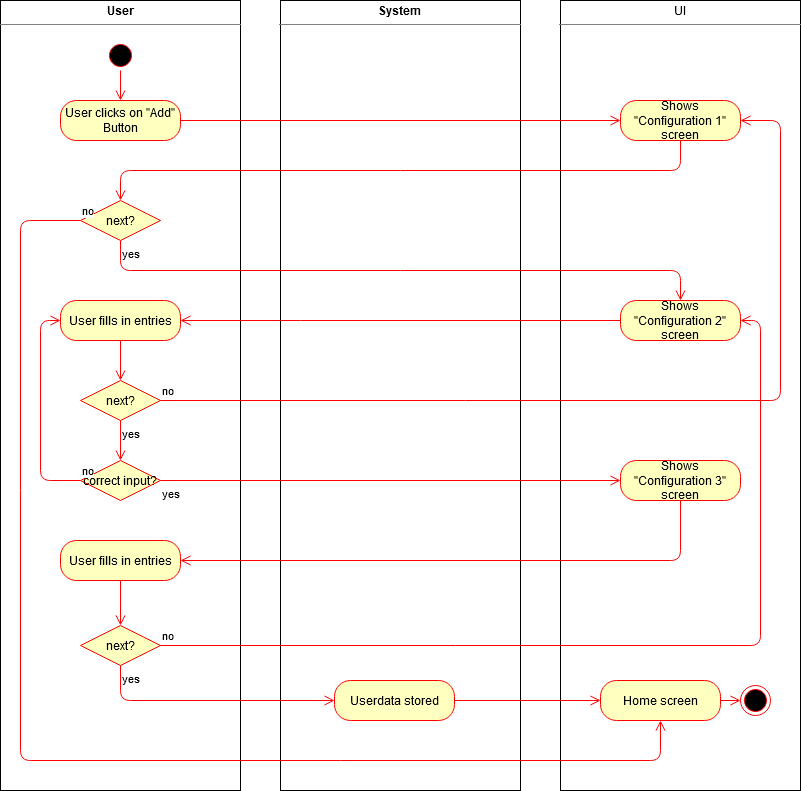 User
System
UI
User clicks on "Add"
Button
Shows
"Configuration 1"
screen
no
next?
yes
User fills in entries
Shows
"Configuration 2"
screen
next?
no
yes
no
correct input?
yes
Shows
"Configuration 3"
screen
User fills in entries
next?
no
yes
Userdata stored
Home screen